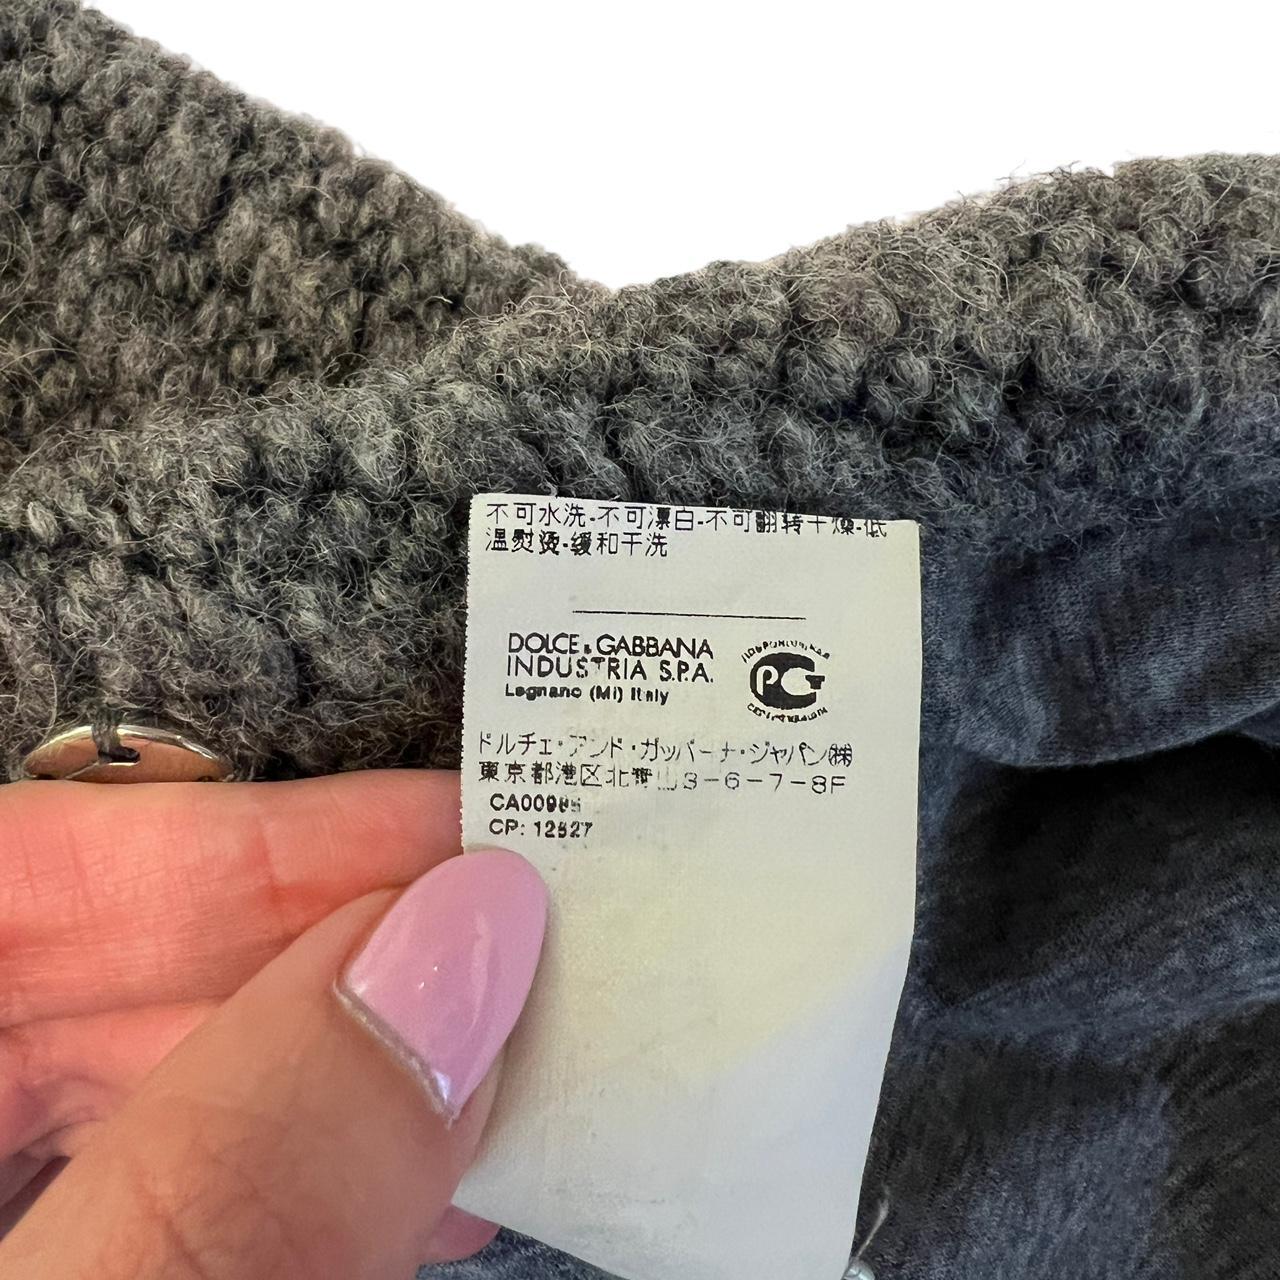 不可水洗-不可漂白-不可翻转干燥-低
温熨烫-缓和干洗
DOLCE & GABBANA
INDUSTRIA S.P.A.
Legnano (Mi) Italy
PCT
ドルチェ・アンド・ガッバーナ・ジャパン㈱
東京都港区北青山3-6-7-8F
CP: